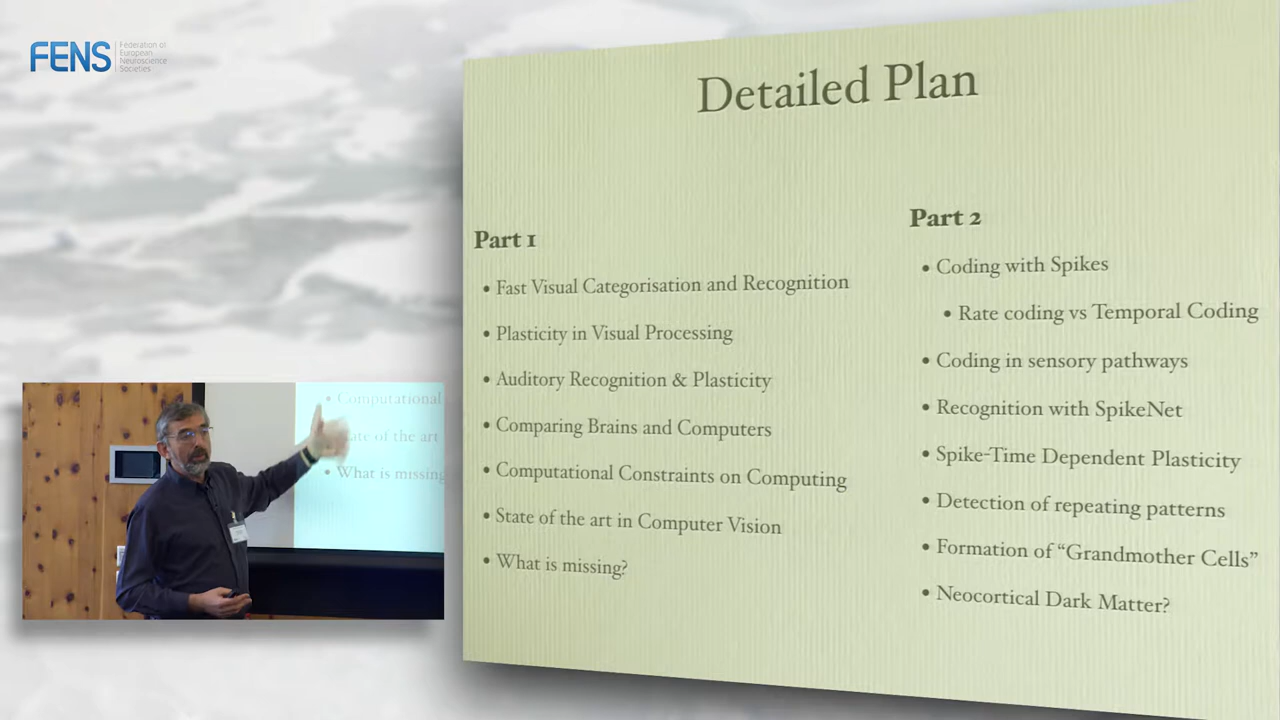 FENS
Federation of
European
Neuroscience
Societies
Detailed Plan
Part 1
• Fast Visual Categorisation and Recognition
• Plasticity in Visual Processing
• Auditory Recognition & Plasticity
• Comparing Brains and Computers
• Computational Constraints on Computing
• State of the art in Computer Vision
• What is missing?
Part 2
• Coding with Spikes
• Rate coding vs Temporal Coding
• Coding in sensory pathways
• Recognition with SpikeNet
• Spike-Time Dependent Plasticity
• Detection of repeating patterns
• Formation of “Grandmother Cells”
• Neocortical Dark Matter?
• Computational
of the art
• What is missing